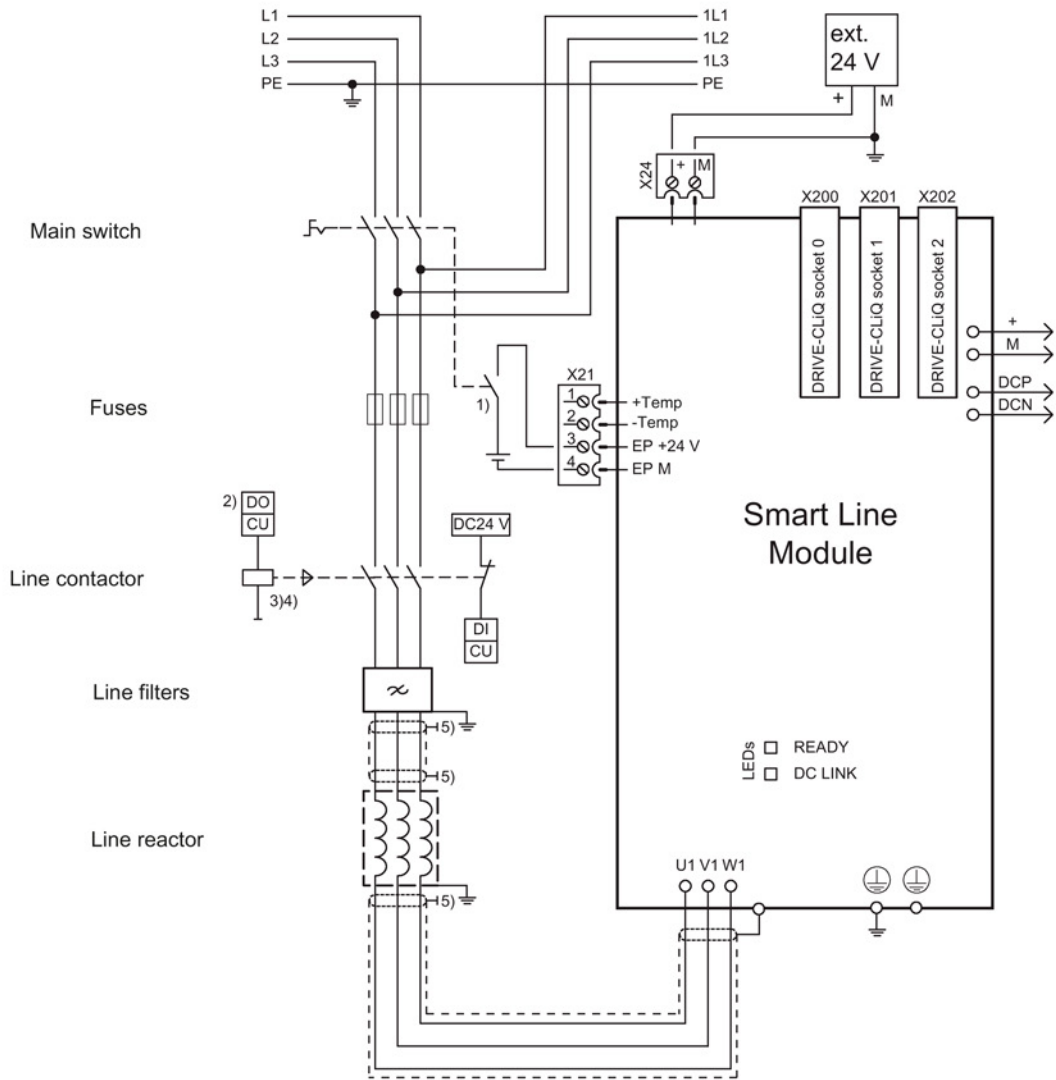 L1
L2
L3
PE
1L1
1L2
1L3
PE
ext.
24 V
+
M
X24
+
M
X200
X201
X202
DRIVE-CLiQ socket 0
DRIVE-CLiQ socket 1
DRIVE-CLiQ socket 2
Main switch
+
M
DCP
DCN
X21
1)
1
2
3
4
+Temp
-Temp
EP +24 V
EP M
Fuses
2)
DO
CU
DC24 V
Smart Line
Module
Line contactor
3)4)
DI
CU
Line filters
5)
5)
LEDs
READY
DC LINK
Line reactor
U1
V1
W1
5)